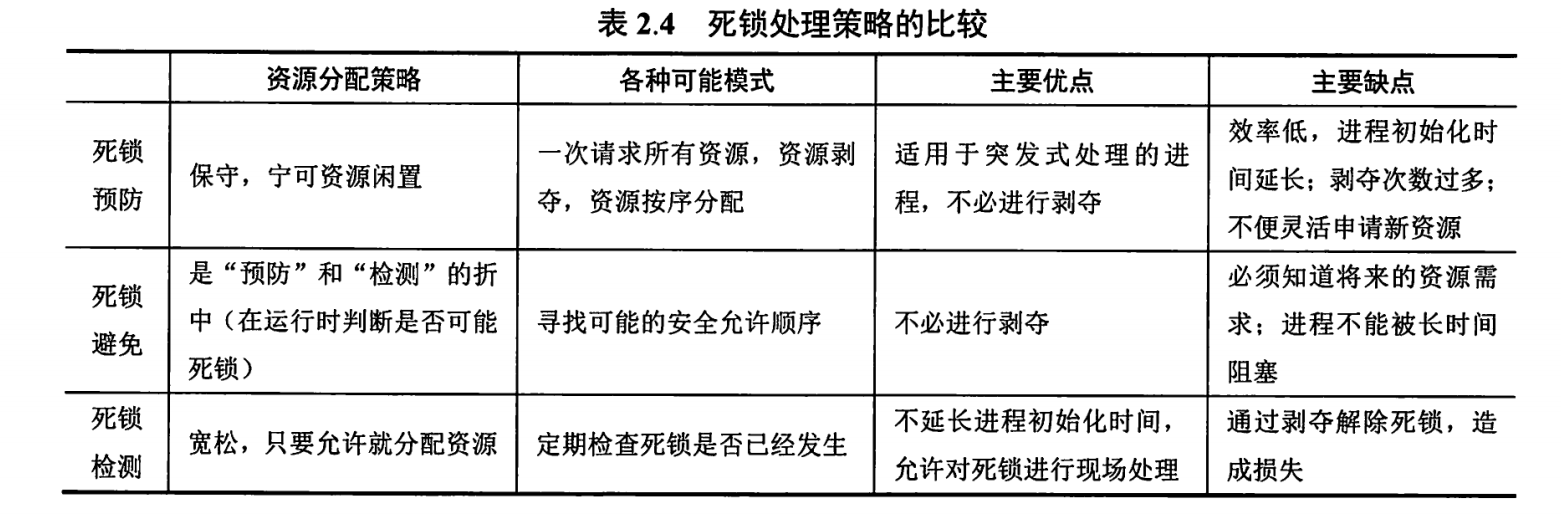 表 2.4 死锁处理策略的比较
资源分配策略 各种可能模式 主要优点 主要缺点
死锁
预防
保守，宁可资源闲置
一次请求所有资源，资源剥
夺，资源按序分配
适用于突发式处理的进
程，不必进行剥夺
效率低，进程初始化时
间延长；剥夺次数过多；
不便灵活申请新资源
死锁
避免
是“预防”和“检测”的折
中（在运行时判断是否可能
死锁）
寻找可能的安全允许顺序
不必进行剥夺
必须知道将来的资源需
求；进程不能被长时间
阻塞
死锁
检测
宽松，只要允许就分配资源
定期检查死锁是否已经发生
不延长进程初始化时间，
允许对死锁进行现场处理
通过剥夺解除死锁，造
成损失